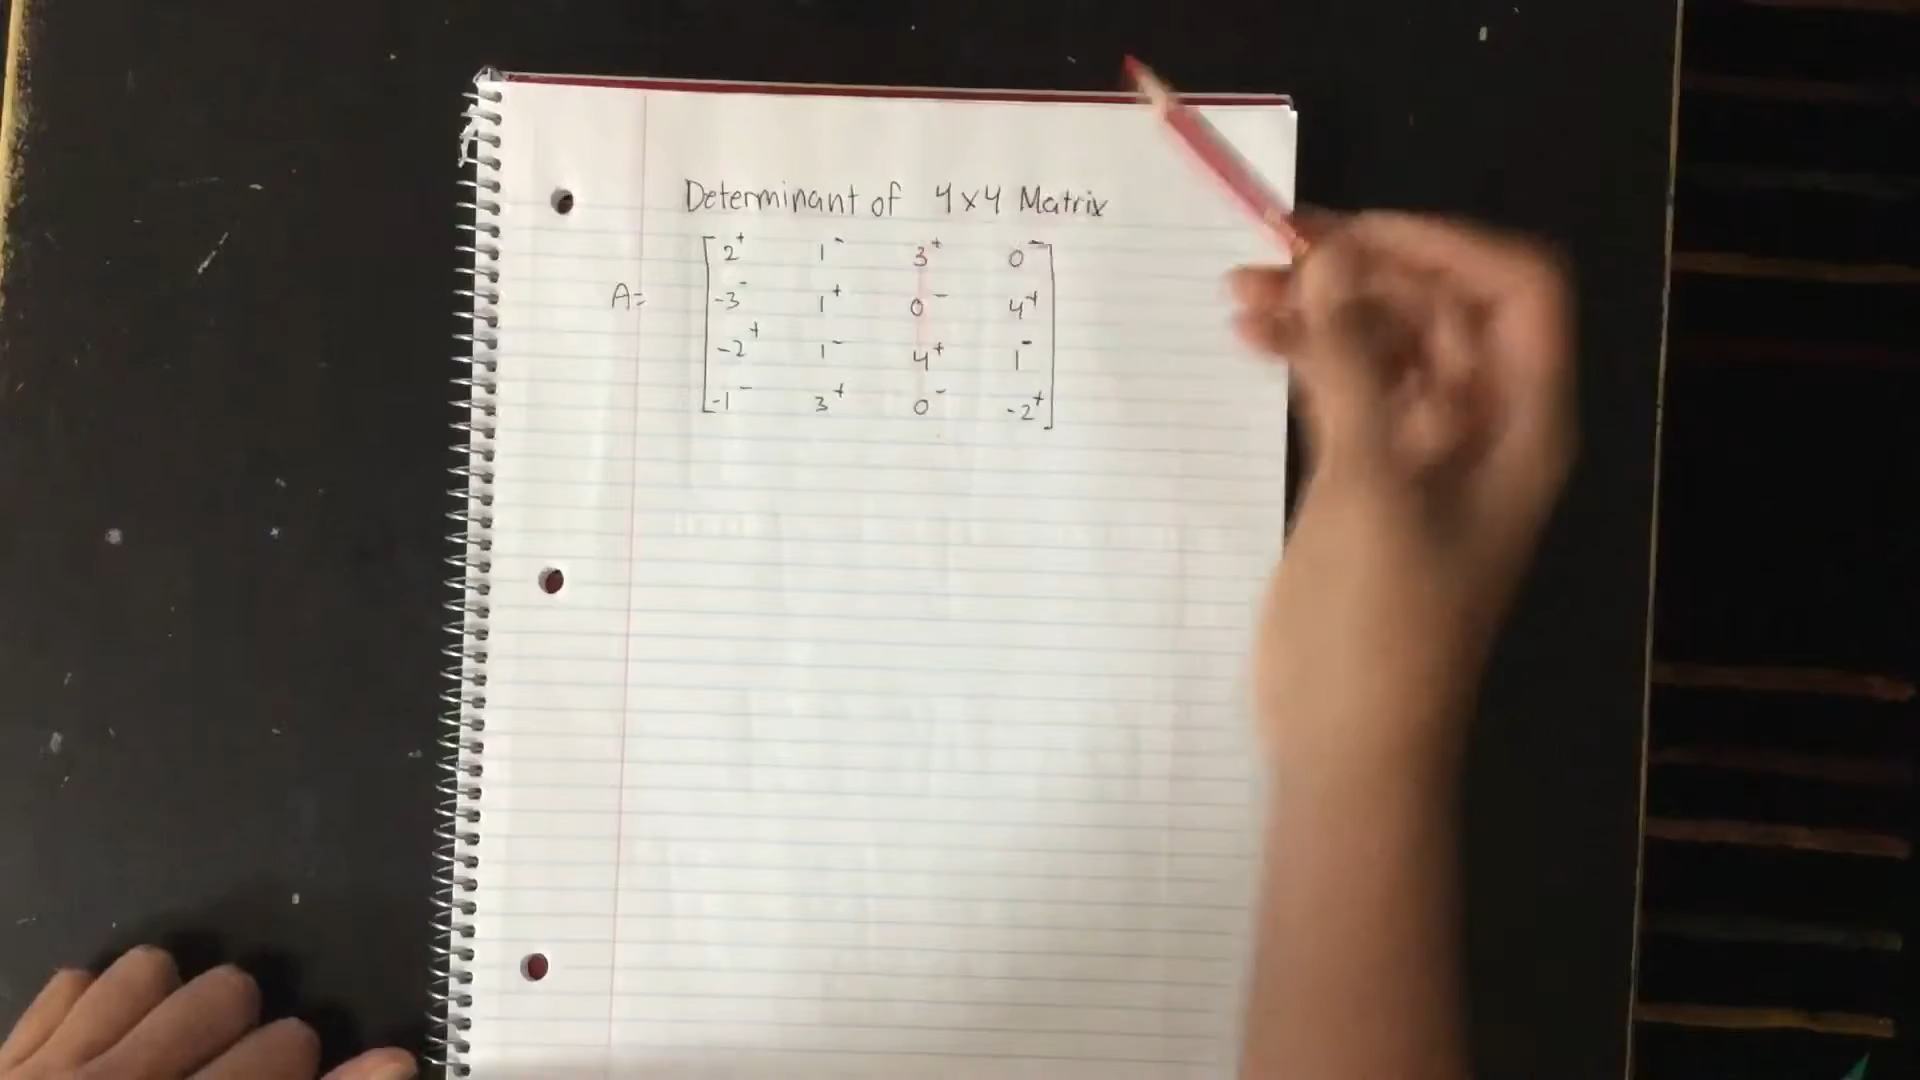 Determinant of 4x4 Matrix
A=
2⁺ 1⁻ 3⁺ 0⁻
-3⁻ 1⁺ 0⁻ 4⁺
-2⁺ 1⁻ 4⁺ 1⁻
-1⁻ 3⁺ 0⁻ -2⁺